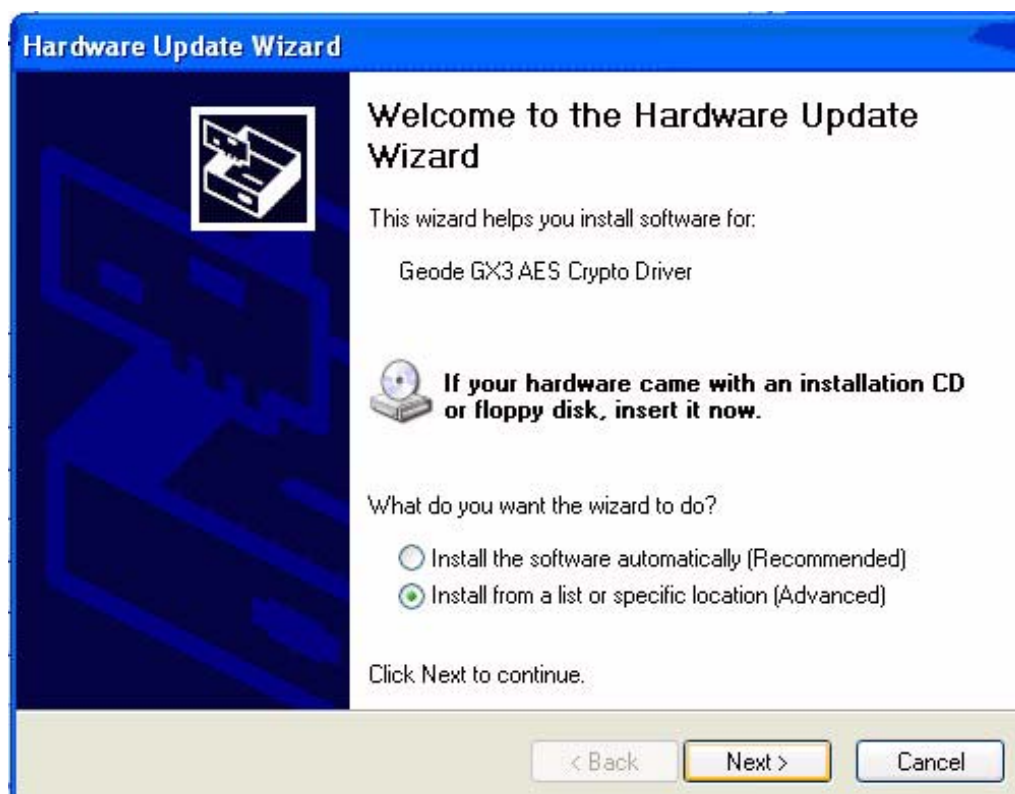 Hardware Update Wizard
Welcome to the Hardware Update
Wizard
This wizard helps you install software for:
Geode GX3 AES Crypto Driver
If your hardware came with an installation CD
or floppy disk, insert it now.
What do you want the wizard to do?
Install the software automatically (Recommended)
Install from a list or specific location (Advanced)
Click Next to continue.
< Back
Next >
Cancel